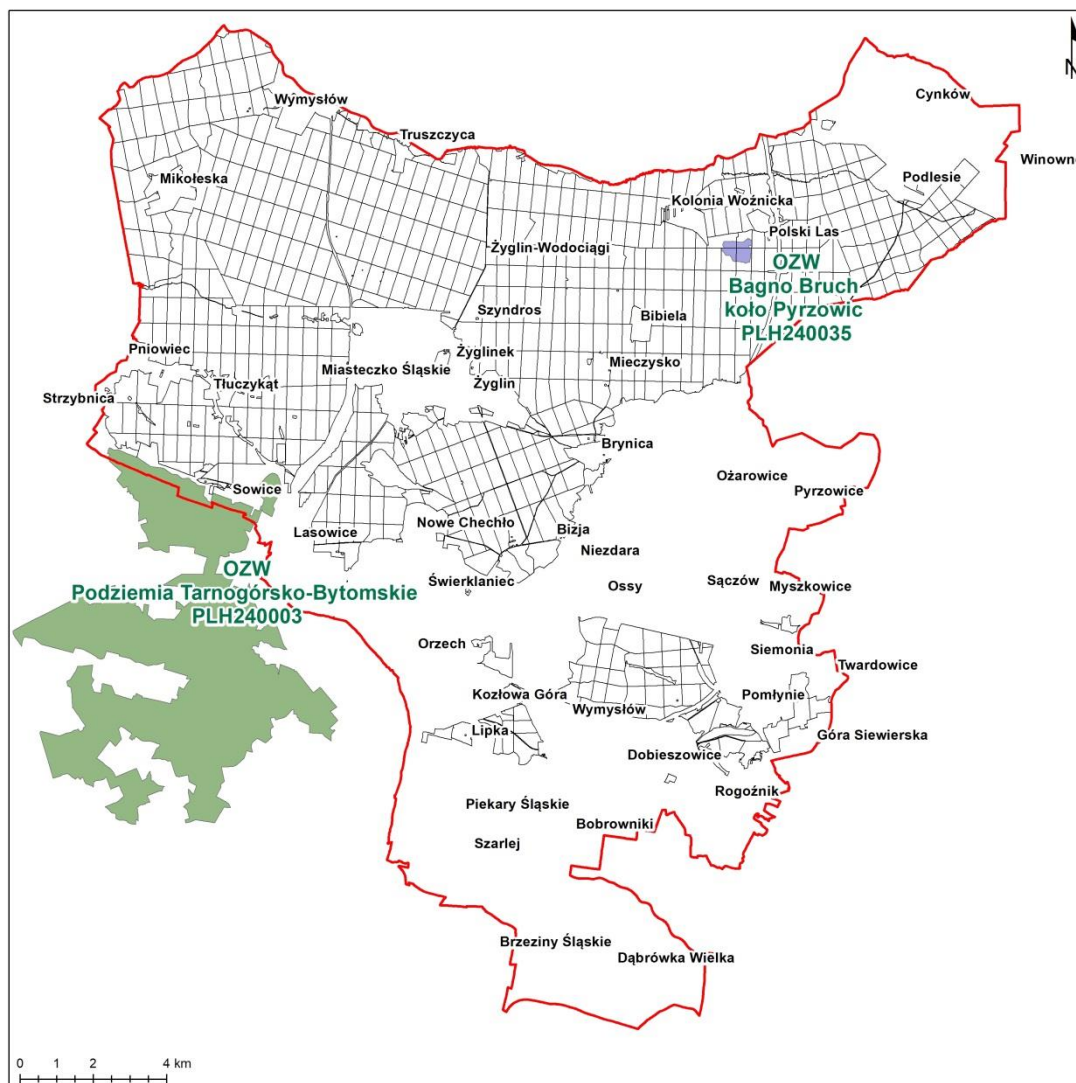 N
Cynków
Wymysłów
Truszczyca
Winowno
Mikołeska
Podlesie
Kolonia Woźnicka
Polski Las
Żyglin-Wodociągi
OZW
Bagno Bruch
koło Pyrzowic
PLH240035
Szyndros
Bibiela
Pniowiec
Żyglinek
Miasteczko Śląskie
Mieczysko
Tłuczykąt
Żyglin
Strzybnica
Brynica
Ożarowice
Sowice
Pyrzowice
Nowe Chechło
Lasowice
Bizja
Niezdara
OZW
Podziemia Tarnogórsko-Bytomskie
PLH240003
Świerklaniec
Ossy
Sączów
Myszkowice
Orzech
Siemonia
Twardowice
Kozłowa Góra
Pomłynie
Wymysłów
Lipka
Góra Siewierska
Dobieszowice
Rogoźnik
Piekary Śląskie
Bobrowniki
Szarlej
Brzeziny Śląskie
Dąbrówka Wielka
0 1 2 4 km